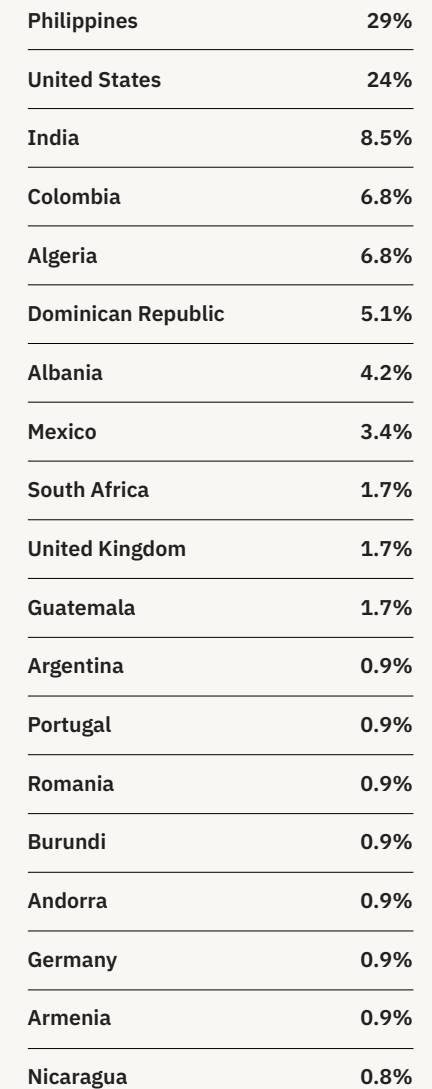 Philippines 29%
United States 24%
India 8.5%
Colombia 6.8%
Algeria 6.8%
Dominican Republic 5.1%
Albania 4.2%
Mexico 3.4%
South Africa 1.7%
United Kingdom 1.7%
Guatemala 1.7%
Argentina 0.9%
Portugal 0.9%
Romania 0.9%
Burundi 0.9%
Andorra 0.9%
Germany 0.9%
Armenia 0.9%
Nicaragua 0.8%